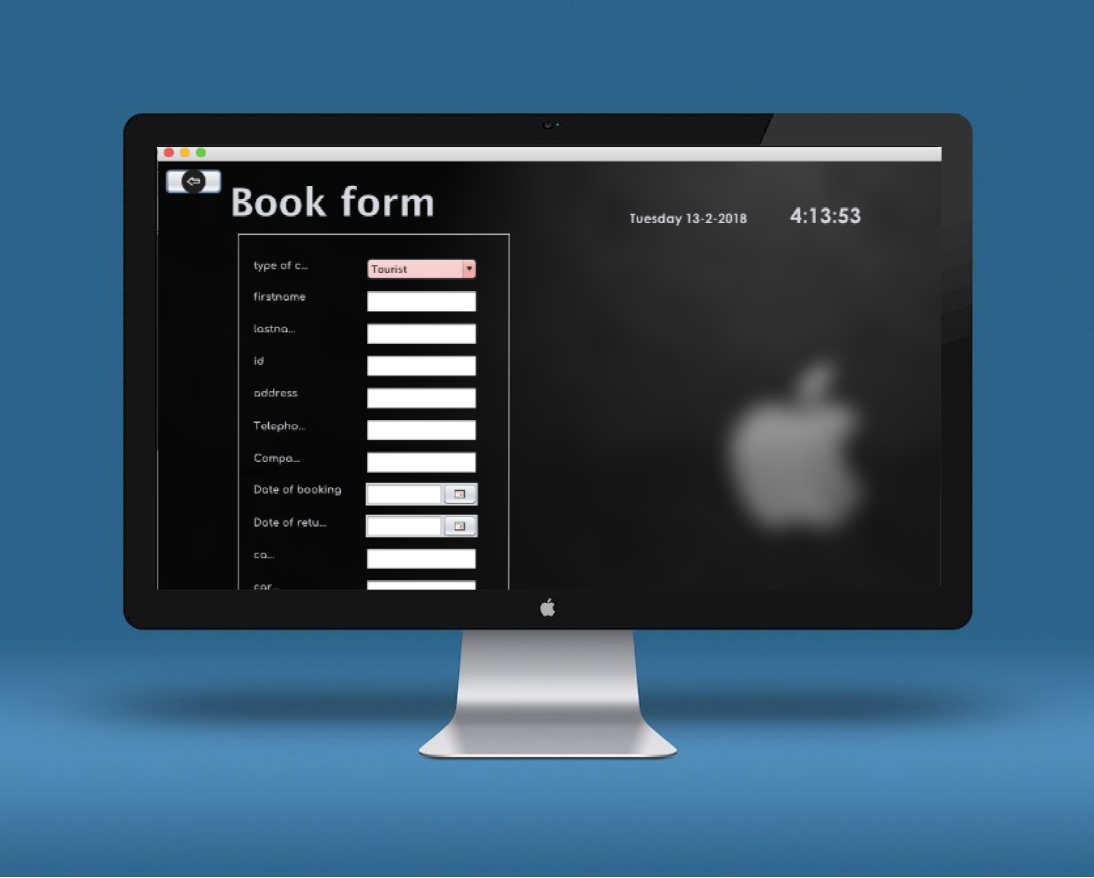 Book form
Tuesday 13-2-2018 4:13:53
type of c... Tourist
firstname
lastna...
id
address
Telepho...
Compa...
Date of booking
Date of retu...
ca...
car...